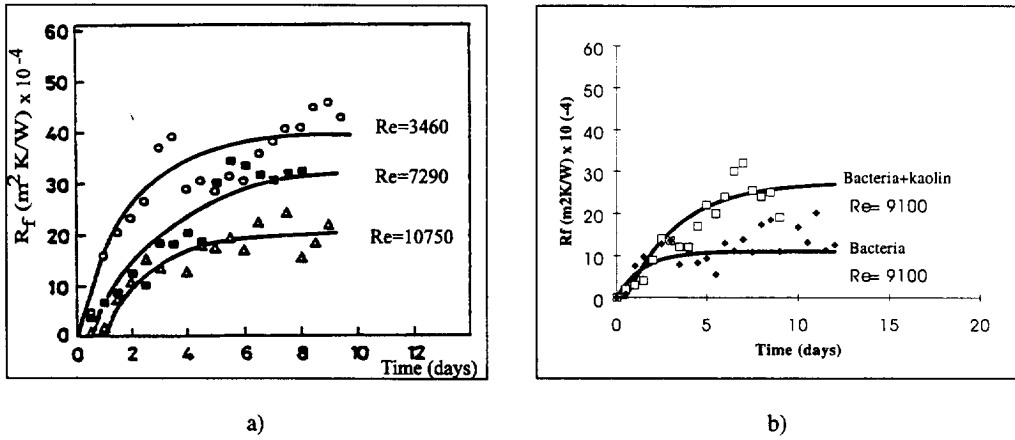 R_f (m² K/W) x 10⁻⁴
60
50
40
30
20
10
0
0 2 4 6 8 10 12
Time (days)
Re=3460
Re=7290
Re=10750
a)
Rf (m2K/W) x 10 (-4)
60
50
40
30
20
10
0
0 5 10 15 20
Time (days)
Bacteria+kaolin
Re= 9100
Bacteria
Re= 9100
b)